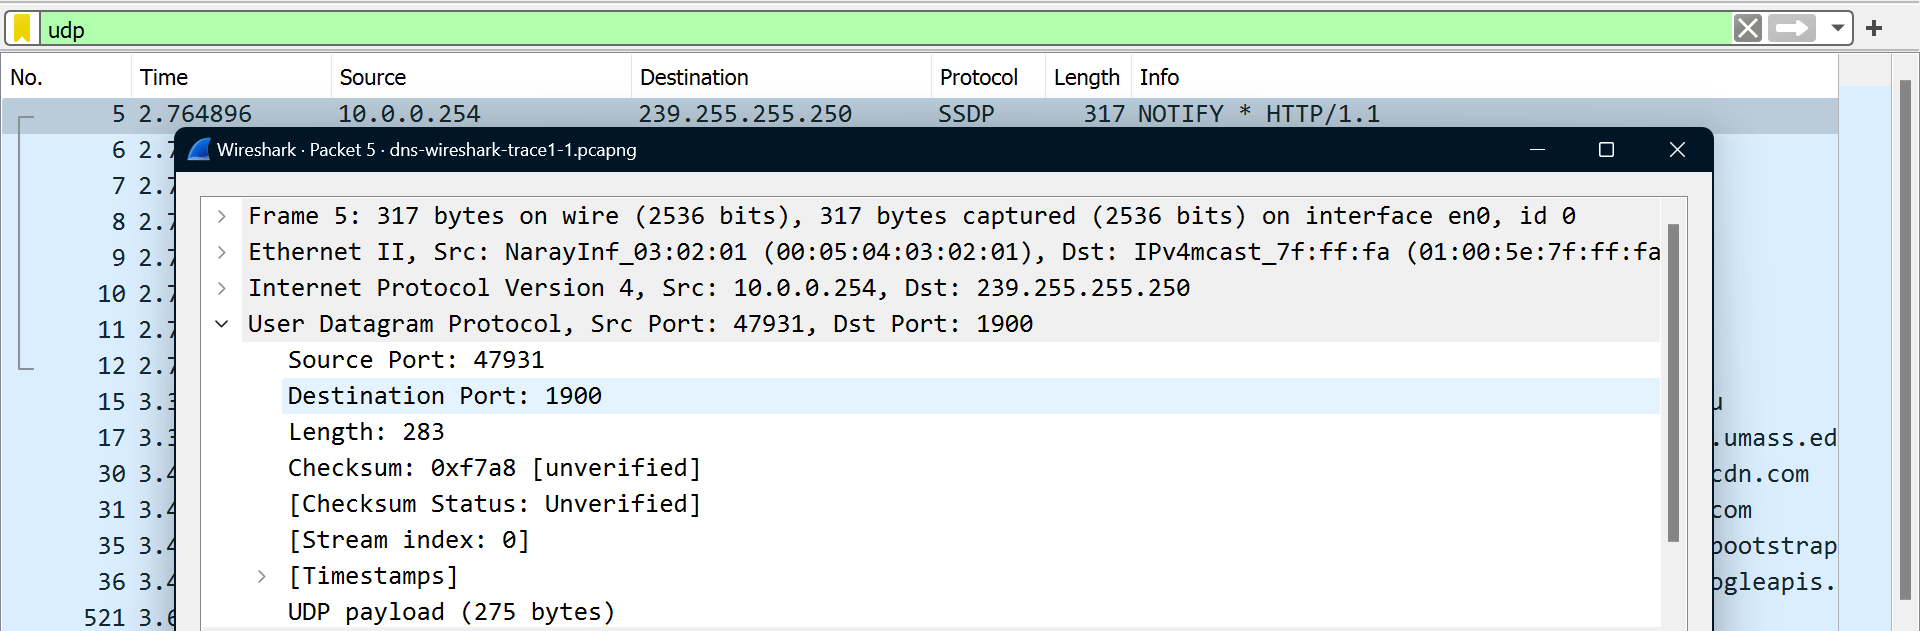 udp
No. Time Source Destination Protocol Length Info
5 2.764896 10.0.0.254 239.255.255.250 SSDP 317 NOTIFY * HTTP/1.1
Wireshark · Packet 5 · dns-wireshark-trace1-1.pcapng
6 2.7
7 2.7
8 2.7
9 2.7
10 2.7
11 2.7
12 2.7
15 3.3
17 3.3
30 3.4
31 3.4
35 3.4
36 3.4
521 3.6
Frame 5: 317 bytes on wire (2536 bits), 317 bytes captured (2536 bits) on interface en0, id 0
Ethernet II, Src: NarayInf_03:02:01 (00:05:04:03:02:01), Dst: IPv4mcast_7f:ff:fa (01:00:5e:7f:ff:fa
Internet Protocol Version 4, Src: 10.0.0.254, Dst: 239.255.255.250
User Datagram Protocol, Src Port: 47931, Dst Port: 1900
Source Port: 47931
Destination Port: 1900
Length: 283
Checksum: 0xf7a8 [unverified]
[Checksum Status: Unverified]
[Stream index: 0]
[Timestamps]
UDP payload (275 bytes)
u
.umass.ed
cdn.com
com
bootstrap
ogleapis.